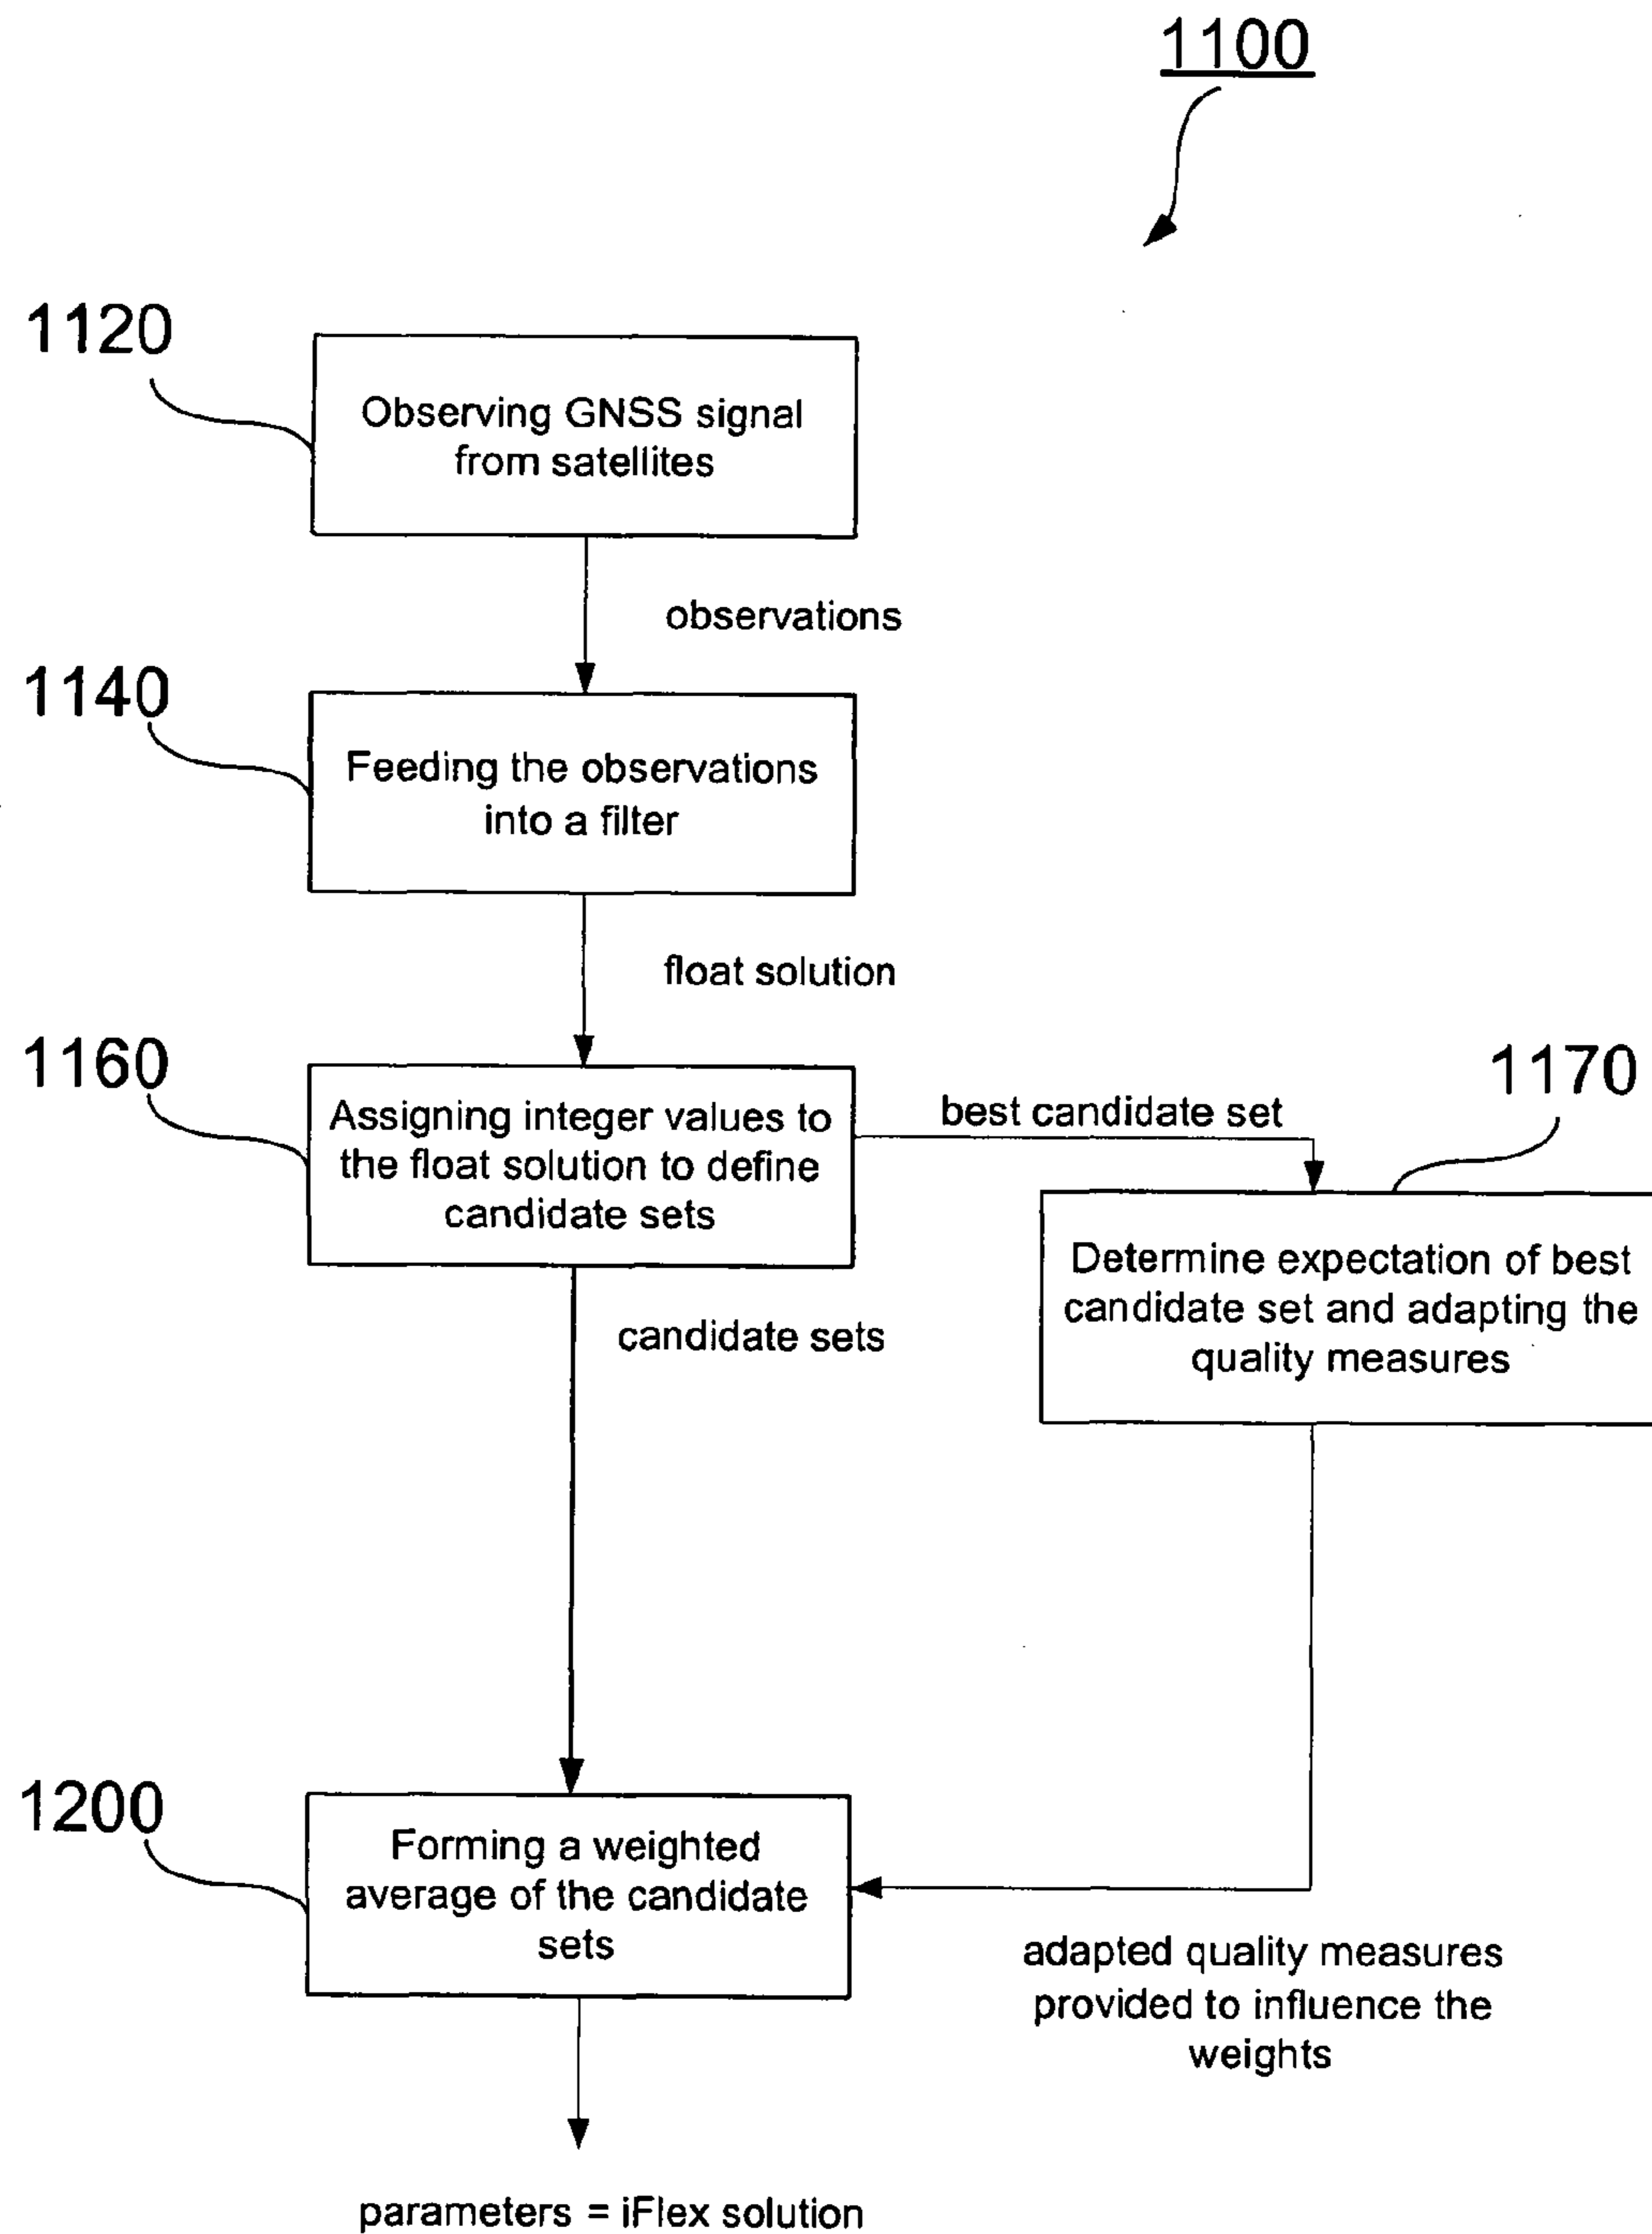 1100
1120
Observing GNSS signal
from satellites
observations
1140
Feeding the observations
into a filter
float solution
1160
Assigning integer values to
the float solution to define
candidate sets
best candidate set
1170
Determine expectation of best
candidate set and adapting the
quality measures
candidate sets
1200
Forming a weighted
average of the candidate
sets
adapted quality measures
provided to influence the
weights
parameters = iFlex solution